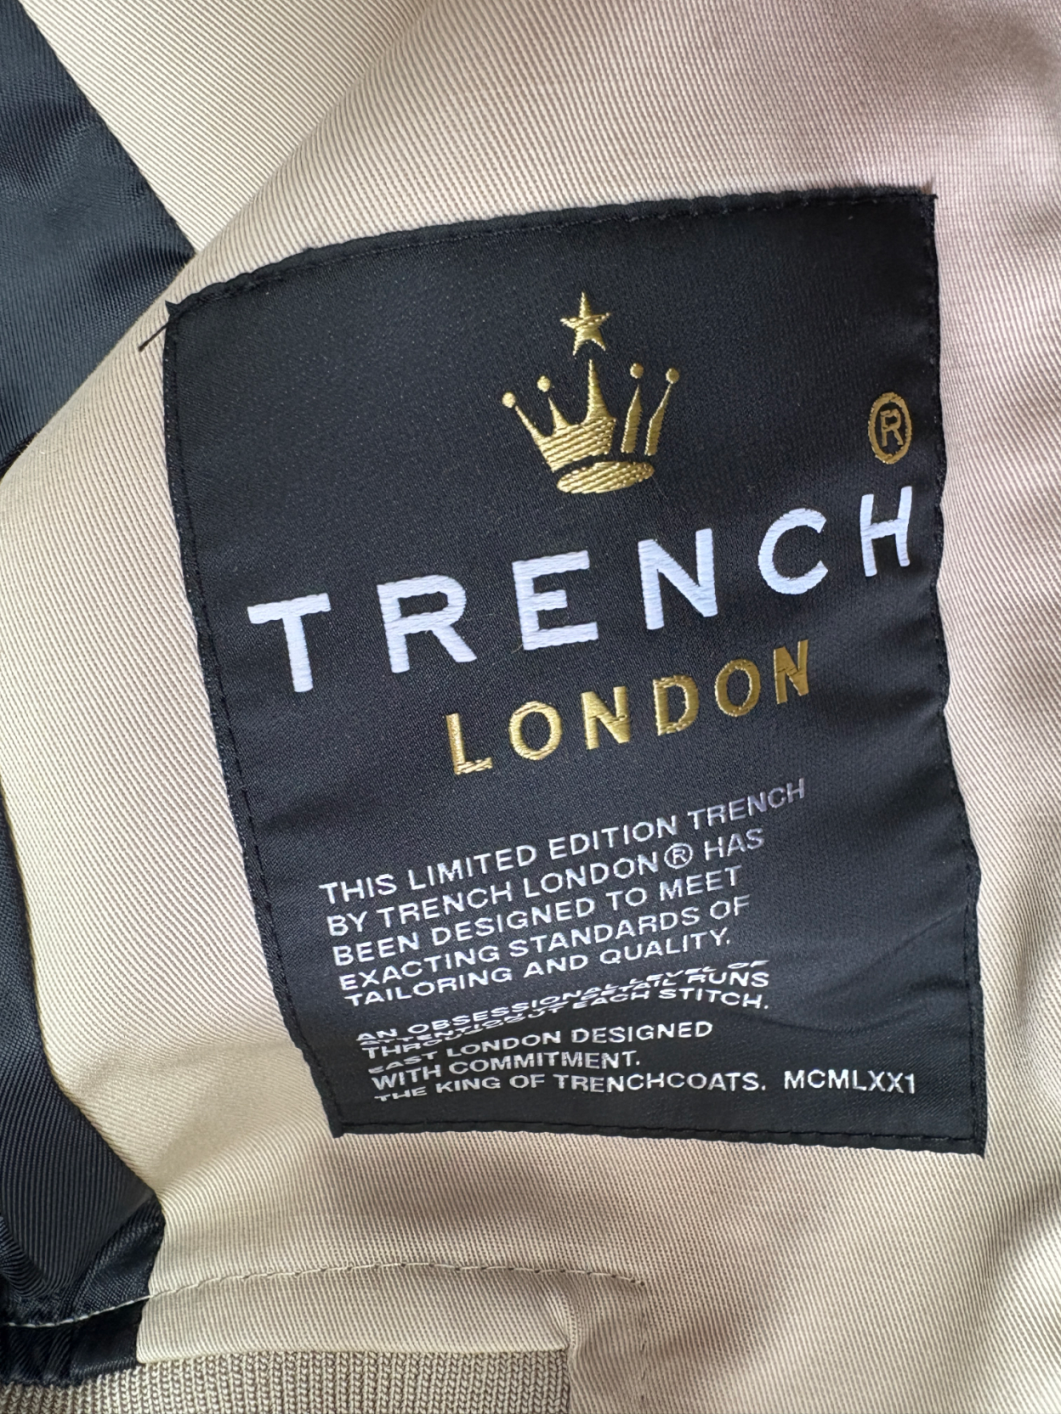 ®
TRENCH
LONDON
THIS LIMITED EDITION TRENCH
BY TRENCH LONDON® HAS
BEEN DESIGNED TO MEET
EXACTING STANDARDS OF
TAILORING AND QUALITY.
AN OBSESSIONAL LEVEL OF
ATTENTION TO DETAIL RUNS
THROUGHOUT EACH STITCH.
EAST LONDON DESIGNED
WITH COMMITMENT.
THE KING OF TRENCHCOATS. MCMLXX1